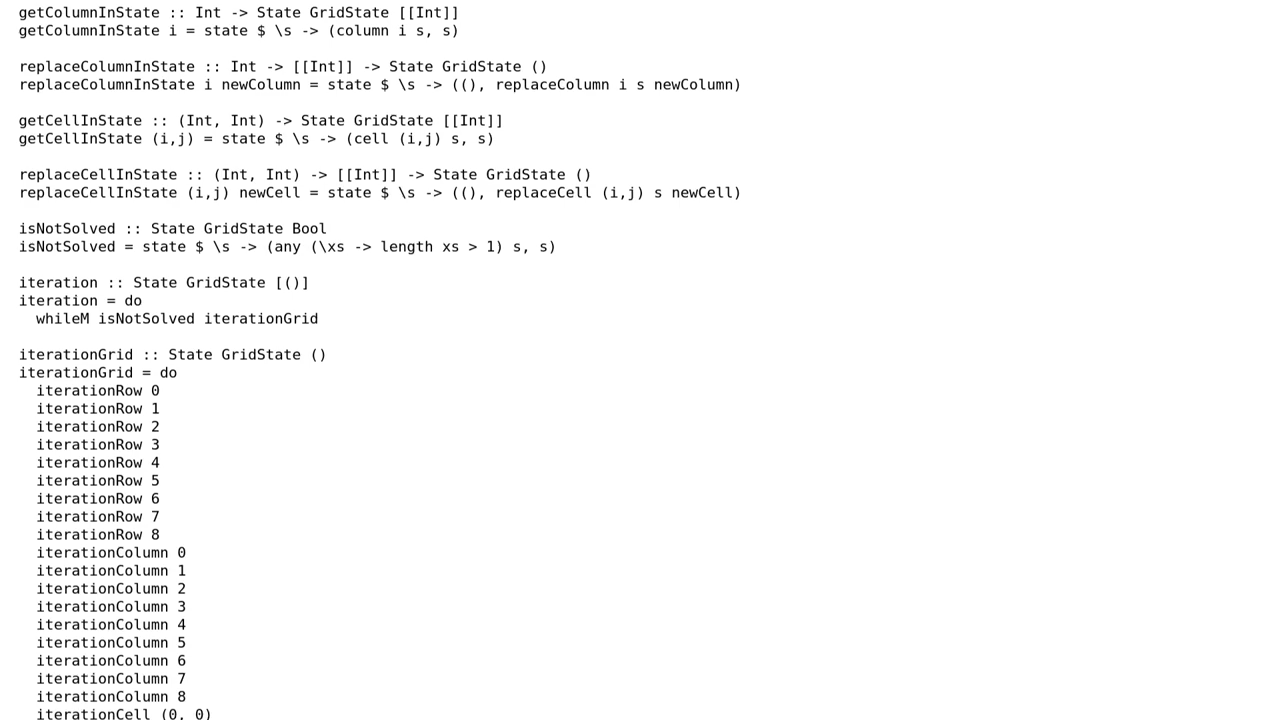 getColumnInState :: Int -> State GridState [[Int]]
getColumnInState i = state $ \s -> (column i s, s)

replaceColumnInState :: Int -> [[Int]] -> State GridState ()
replaceColumnInState i newColumn = state $ \s -> ((), replaceColumn i s newColumn)

getCellInState :: (Int, Int) -> State GridState [[Int]]
getCellInState (i,j) = state $ \s -> (cell (i,j) s, s)

replaceCellInState :: (Int, Int) -> [[Int]] -> State GridState ()
replaceCellInState (i,j) newCell = state $ \s -> ((), replaceCell (i,j) s newCell)

isNotSolved :: State GridState Bool
isNotSolved = state $ \s -> (any (\xs -> length xs > 1) s, s)

iteration :: State GridState [()]
iteration = do
  whileM isNotSolved iterationGrid

iterationGrid :: State GridState ()
iterationGrid = do
  iterationRow 0
  iterationRow 1
  iterationRow 2
  iterationRow 3
  iterationRow 4
  iterationRow 5
  iterationRow 6
  iterationRow 7
  iterationRow 8
  iterationColumn 0
  iterationColumn 1
  iterationColumn 2
  iterationColumn 3
  iterationColumn 4
  iterationColumn 5
  iterationColumn 6
  iterationColumn 7
  iterationColumn 8
  iterationCell (0, 0)